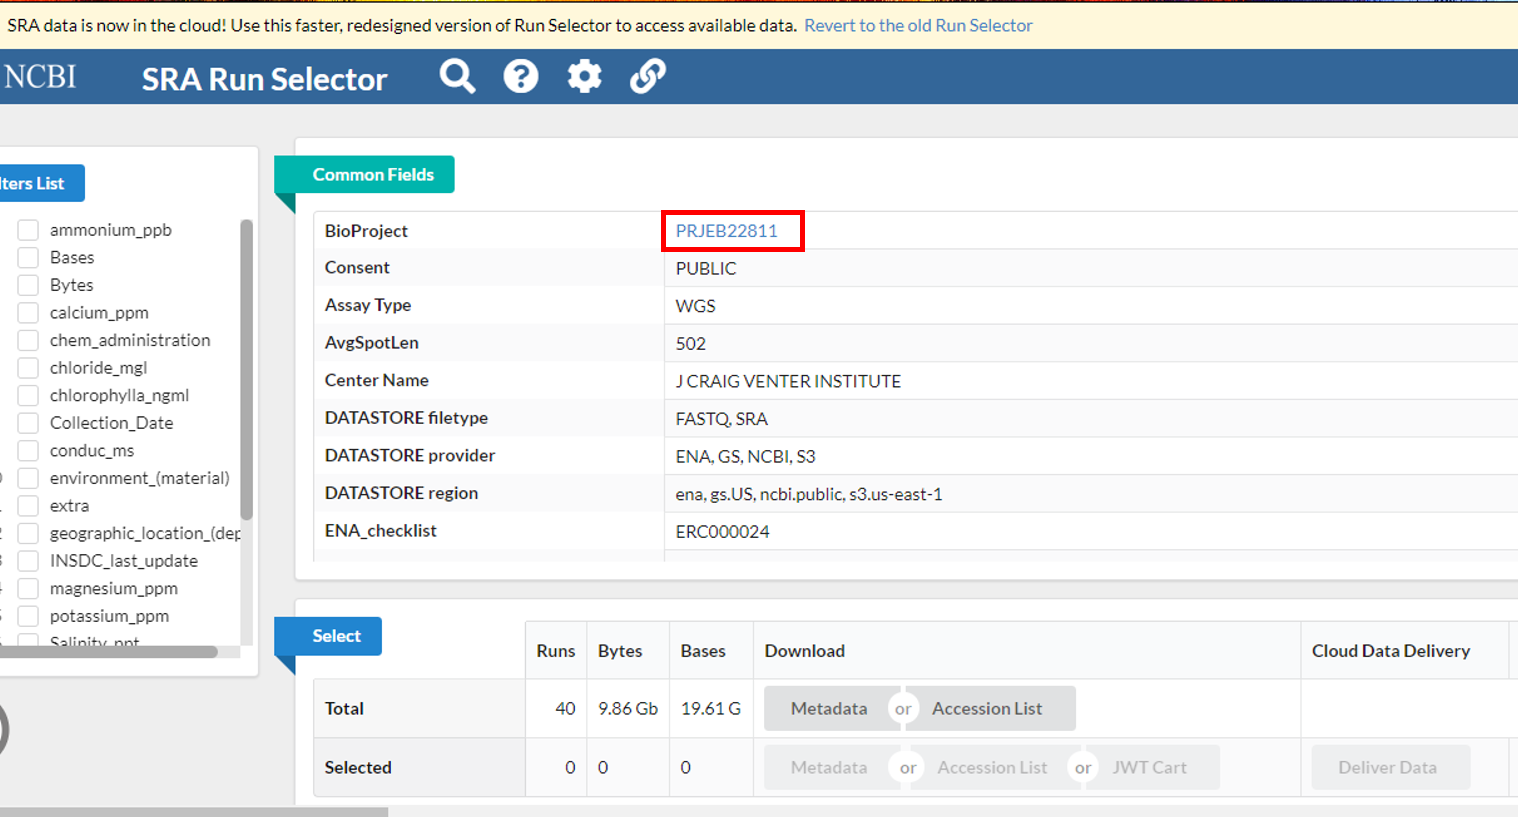 SRA data is now in the cloud! Use this faster, redesigned version of Run Selector to access available data. Revert to the old Run Selector
NCBI SRA Run Selector
lters List
ammonium_ppb
Bases
Bytes
calcium_ppm
chem_administration
chloride_mgl
chlorophylla_ngml
Collection_Date
conduc_ms
environment_(material)
extra
geographic_location_(dep
INSDC_last_update
magnesium_ppm
potassium_ppm
Salinity_ppt
Common Fields
BioProject PRJEB22811
Consent PUBLIC
Assay Type WGS
AvgSpotLen 502
Center Name J CRAIG VENTER INSTITUTE
DATASTORE filetype FASTQ, SRA
DATASTORE provider ENA, GS, NCBI, S3
DATASTORE region ena, gs.US, ncbi.public, s3.us-east-1
ENA_checklist ERC000024
Select
Runs Bytes Bases Download Cloud Data Delivery
Total 40 9.86 Gb 19.61 G Metadata or Accession List
Selected 0 0 0 Metadata or Accession List or JWT Cart Deliver Data